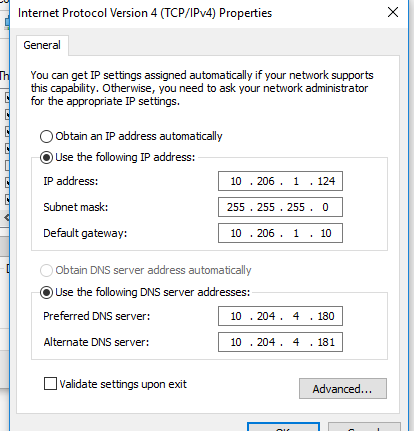 Internet Protocol Version 4 (TCP/IPv4) Properties
General
You can get IP settings assigned automatically if your network supports
this capability. Otherwise, you need to ask your network administrator
for the appropriate IP settings.
Obtain an IP address automatically
Use the following IP address:
IP address: 10 . 206 . 1 . 124
Subnet mask: 255 . 255 . 255 . 0
Default gateway: 10 . 206 . 1 . 10
Obtain DNS server address automatically
Use the following DNS server addresses:
Preferred DNS server: 10 . 204 . 4 . 180
Alternate DNS server: 10 . 204 . 4 . 181
Validate settings upon exit
Advanced...